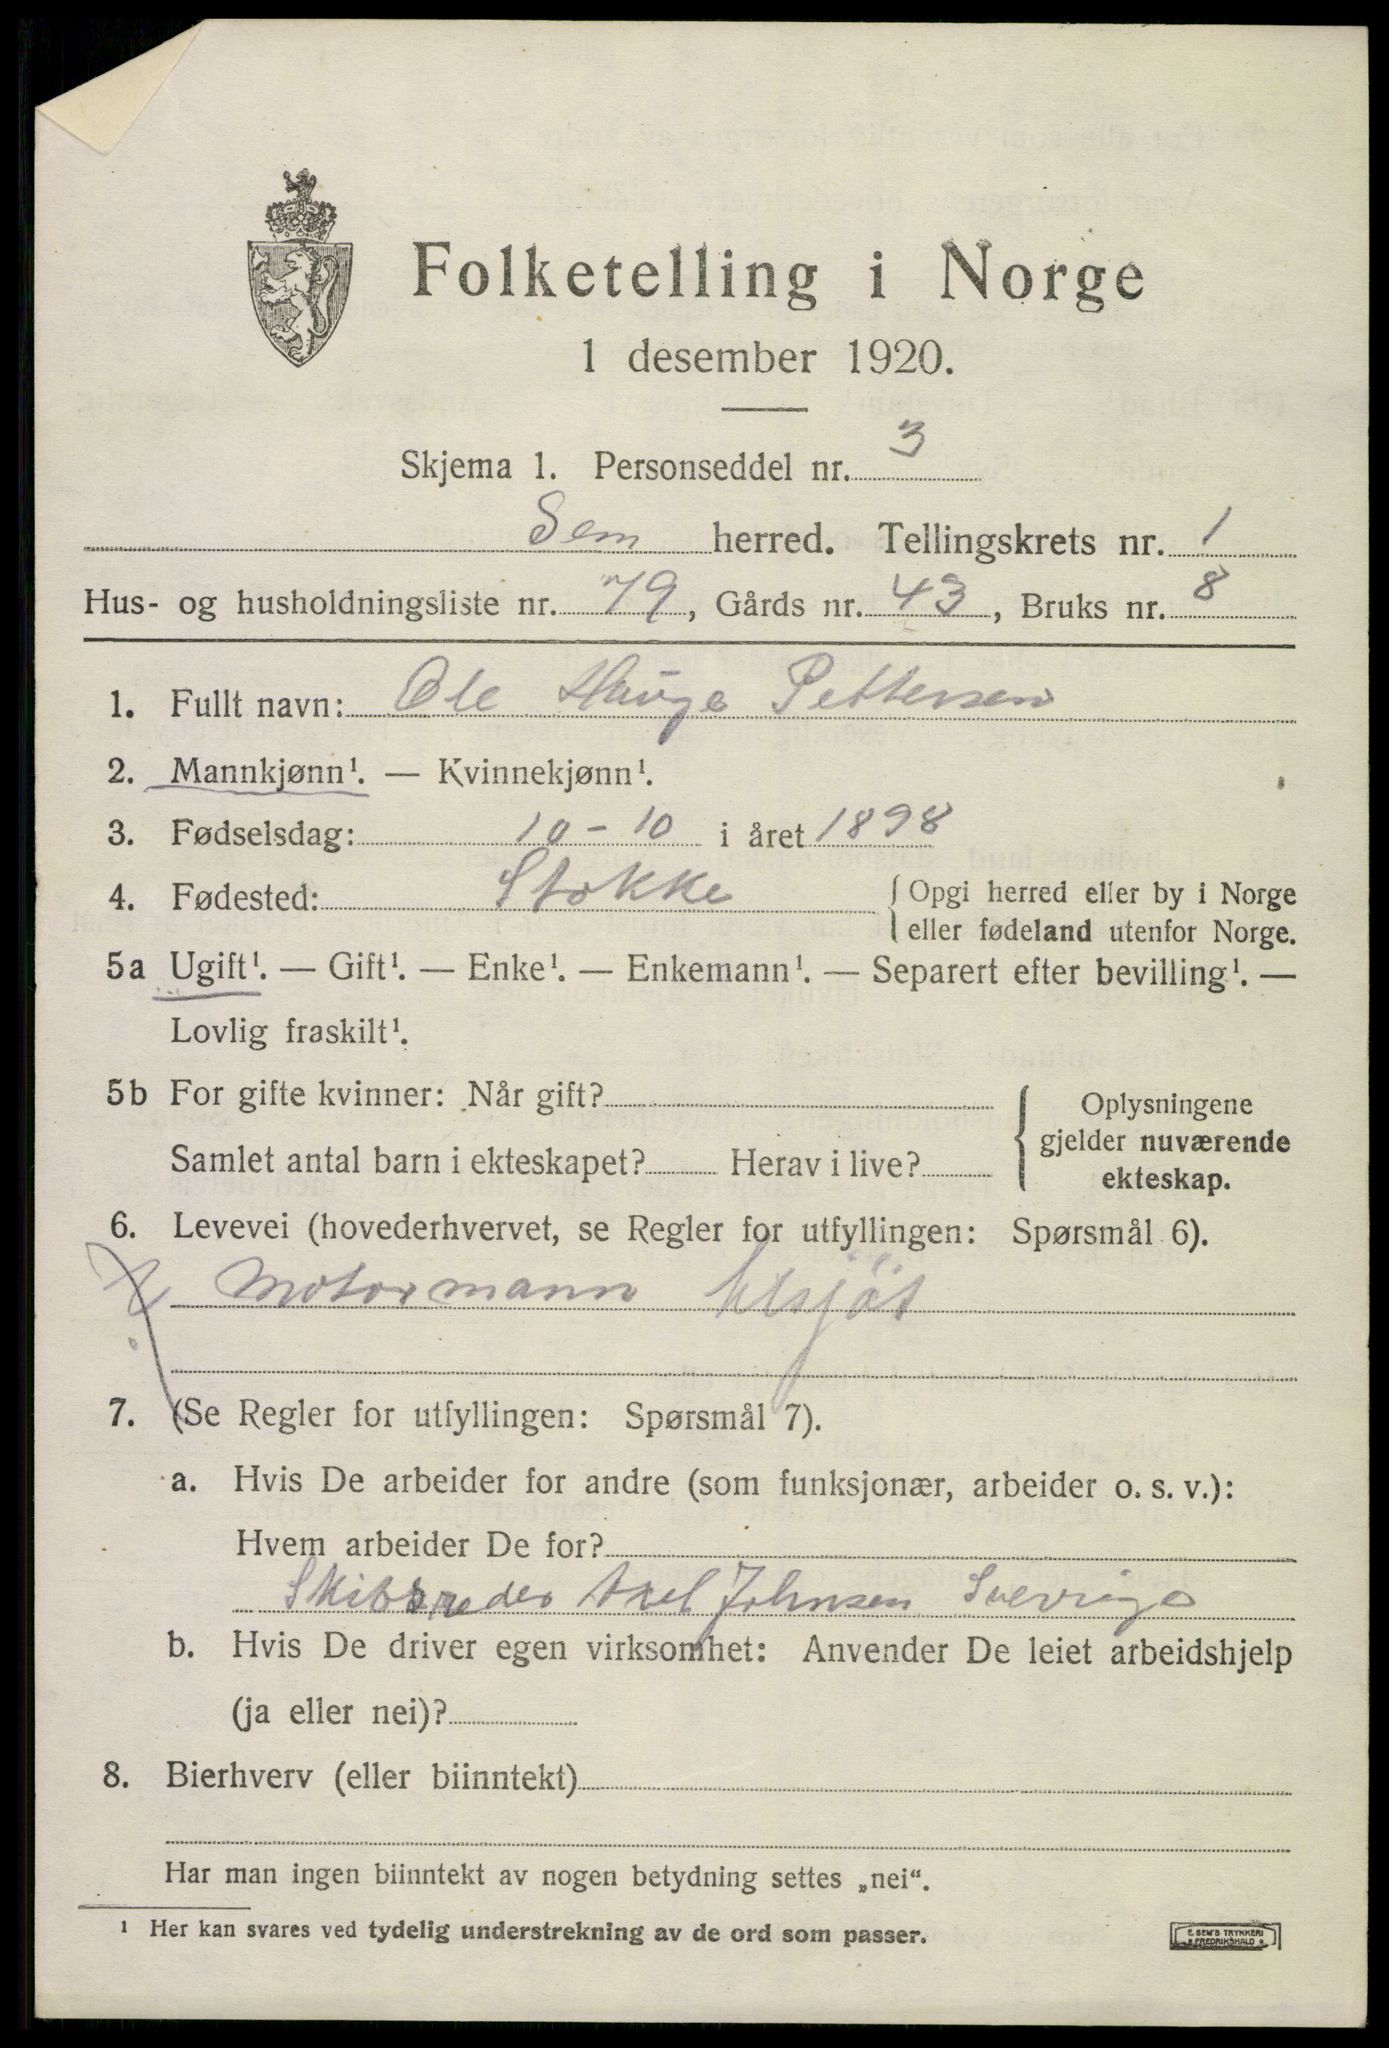 Folketelling i Norge
1 desember 1920.
Skjema 1. Personseddel nr. 3
Sem herred. Tellingskrets nr. 1
Hus- og husholdningsliste nr. 79, Gårds nr. 43, Bruks nr. 8
1. Fullt navn: Ole Hauge Pettersen
2. Mannkjønn¹. — Kvinnekjønn¹.
3. Fødselsdag: 10-10 i året 1898
4. Fødested: Stokke { Opgi herred eller by i Norge
eller fødeland utenfor Norge.
5a Ugift¹. — Gift¹. — Enke¹. — Enkemann¹. — Separert efter bevilling¹. —
Lovlig fraskilt¹.
5b For gifte kvinner: Når gift?
Samlet antal barn i ekteskapet? Herav i live?
{ Oplysningene
gjelder nuværende
ekteskap.
6. Levevei (hovederhvervet, se Regler for utfyllingen: Spørsmål 6).
Motormann
7. (Se Regler for utfyllingen: Spørsmål 7).
a. Hvis De arbeider for andre (som funksjonær, arbeider o. s. v.):
Hvem arbeider De for?
Skibsreder Axel Johnsen Sverrige
b. Hvis De driver egen virksomhet: Anvender De leiet arbeidshjelp
(ja eller nei)?
8. Bierhverv (eller biinntekt)
Har man ingen biinntekt av nogen betydning settes „nei“.
¹ Her kan svares ved tydelig understrekning av de ord som passer.
E. SEM'S TRYKKERI
FREDRIKSHALD